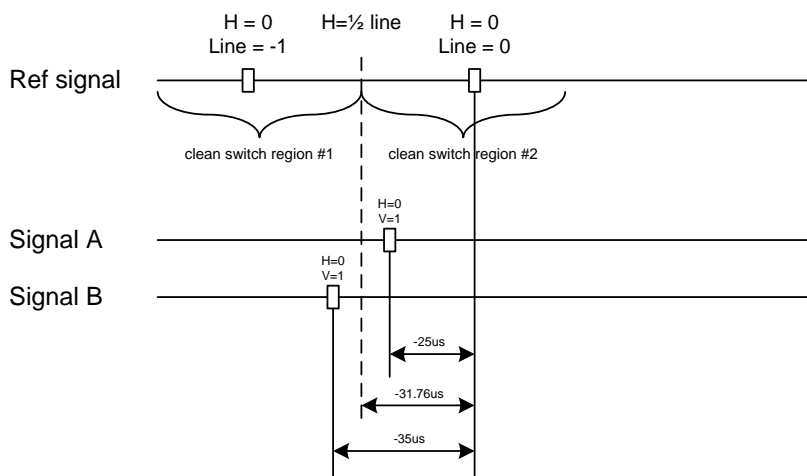 H = 0
Line = -1
H=½ line
H = 0
Line = 0
Ref signal
clean switch region #1
clean switch region #2
H=0
V=1
Signal A
H=0
V=1
Signal B
-25us
-31.76us
-35us